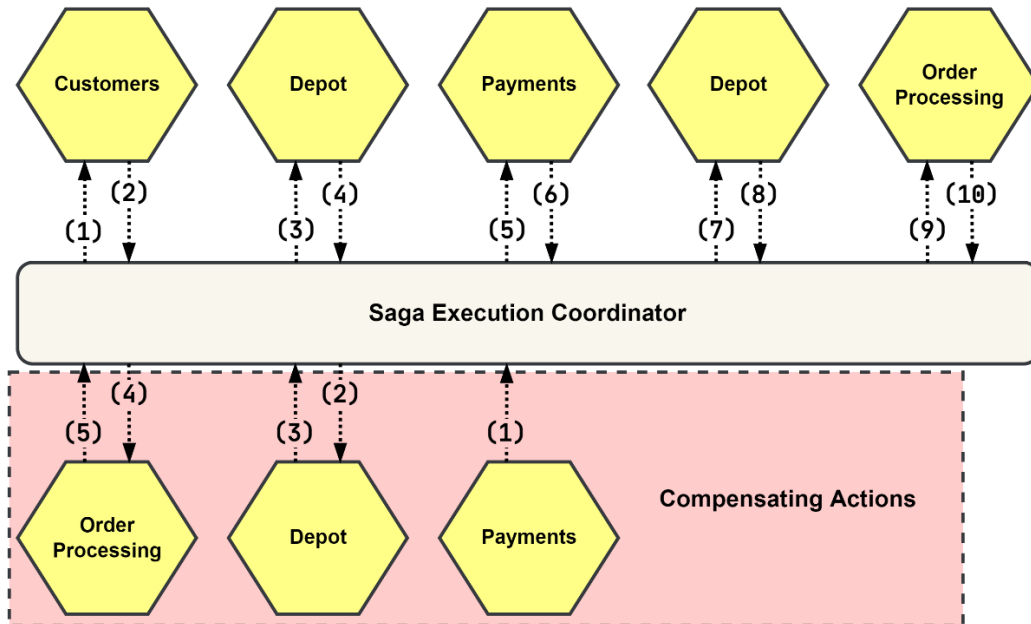 Customers
Depot
Payments
Depot
Order
Processing
(1)
(2)
(3)
(4)
(5)
(6)
(7)
(8)
(9)
(10)
Saga Execution Coordinator
(5)
(4)
(3)
(2)
(1)
Order
Processing
Depot
Payments
Compensating Actions